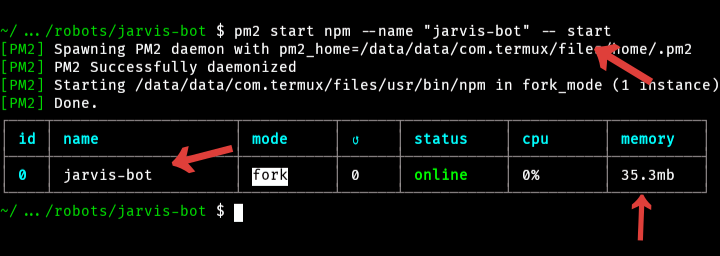 ~/ .../robots/jarvis-bot $ pm2 start npm --name "jarvis-bot" -- start
[PM2] Spawning PM2 daemon with pm2_home=/data/data/com.termux/files/home/.pm2
[PM2] PM2 Successfully daemonized
[PM2] Starting /data/data/com.termux/files/usr/bin/npm in fork_mode (1 instance)
[PM2] Done.
id name mode ↺ status cpu memory
0 jarvis-bot fork 0 online 0% 35.3mb
~/ .../robots/jarvis-bot $